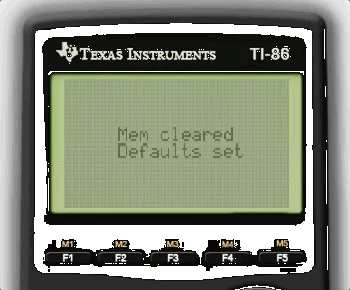 TEXAS INSTRUMENTS TI-86
Mem cleared
Defaults set
M1 M2 M3 M4 M5
F1 F2 F3 F4 F5